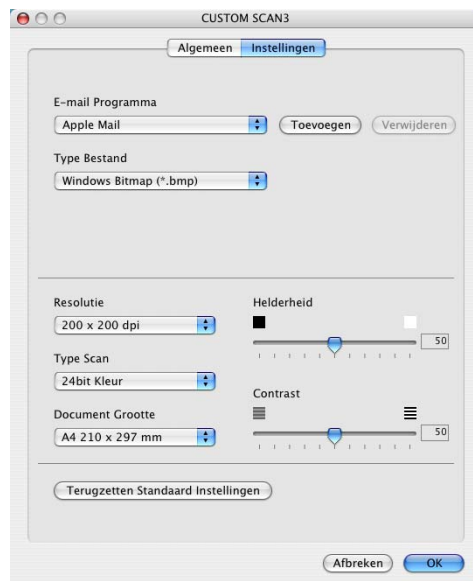 CUSTOM SCAN3
Algemeen Instellingen
E-mail Programma
Apple Mail Toevoegen Verwijderen
Type Bestand
Windows Bitmap (*.bmp)
Resolutie
200 x 200 dpi
Type Scan
24bit Kleur
Document Grootte
A4 210 x 297 mm
Helderheid
50
Contrast
50
Terugzetten Standaard Instellingen
Afbreken OK